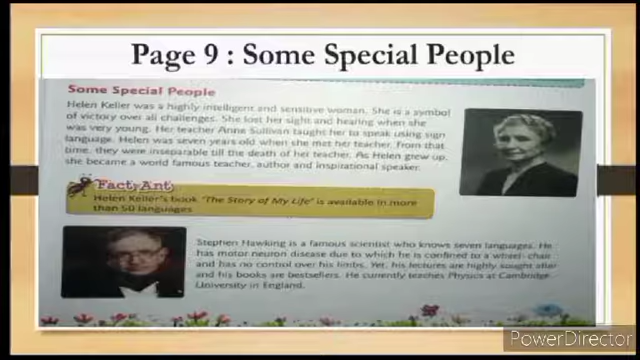 Page 9 : Some Special People
Some Special People
Helen Keller was a highly intelligent and sensitive woman. She is a symbol
of victory over all challenges. She lost her sight and hearing when she
was very young. Her teacher Anne Sullivan taught her to speak using sign
language. Helen was seven years old when she met her teacher. From that
time, they were inseparable till the death of her teacher. As Helen grew up,
she became a world famous teacher, author and inspirational speaker.
Fact Ant
Helen Keller's book 'The Story of My Life' is available in more
than 50 languages.
Stephen Hawking is a famous scientist who knows seven languages. He
has motor neuron disease due to which he is confined to a wheel-chair
and has no control over his limbs. Yet, his lectures are highly sought after
and his books are bestsellers. He currently teaches Physics at Cambridge
University in England.
PowerDirector